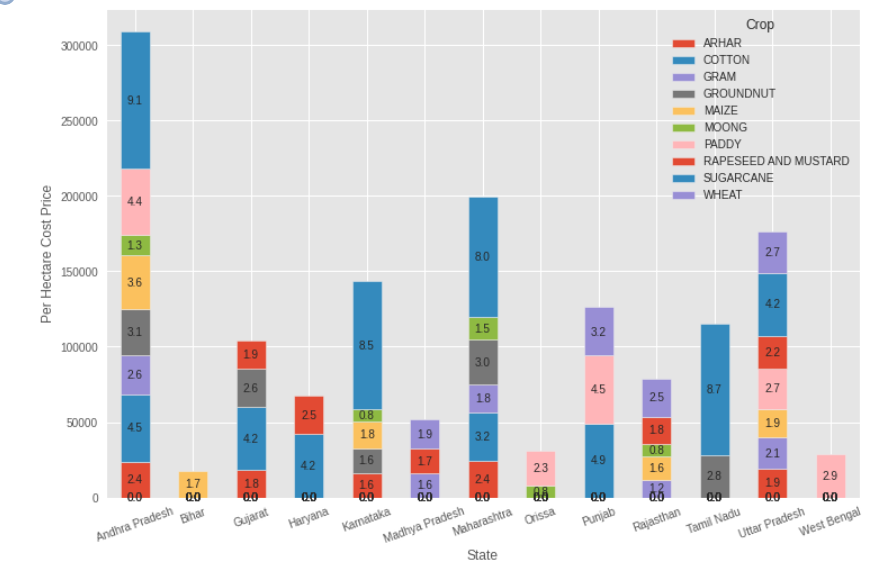 Crop
ARHAR
COTTON
GRAM
GROUNDNUT
MAIZE
MOONG
PADDY
RAPESEED AND MUSTARD
SUGARCANE
WHEAT
Per Hectare Cost Price
300000
250000
200000
150000
100000
50000
0
9.1
4.4
1.3
3.6
3.1
2.6
4.5
2.4
0.0
1.7
0.0
1.9
2.6
4.2
1.8
0.0
2.5
4.2
0.0
8.5
0.8
1.8
1.6
1.6
0.0
1.9
1.7
1.6
8.0
1.5
3.0
1.8
3.2
2.4
0.0
2.3
0.8
0.0
3.2
4.5
4.9
0.0
2.5
1.8
0.8
1.6
1.2
0.0
8.7
2.8
0.0
2.7
4.2
2.2
2.7
1.9
2.1
1.9
0.0
2.9
0.0
Andhra Pradesh
Bihar
Gujarat
Haryana
Karnataka
Madhya Pradesh
Maharashtra
Orissa
Punjab
Rajasthan
Tamil Nadu
Uttar Pradesh
West Bengal
State